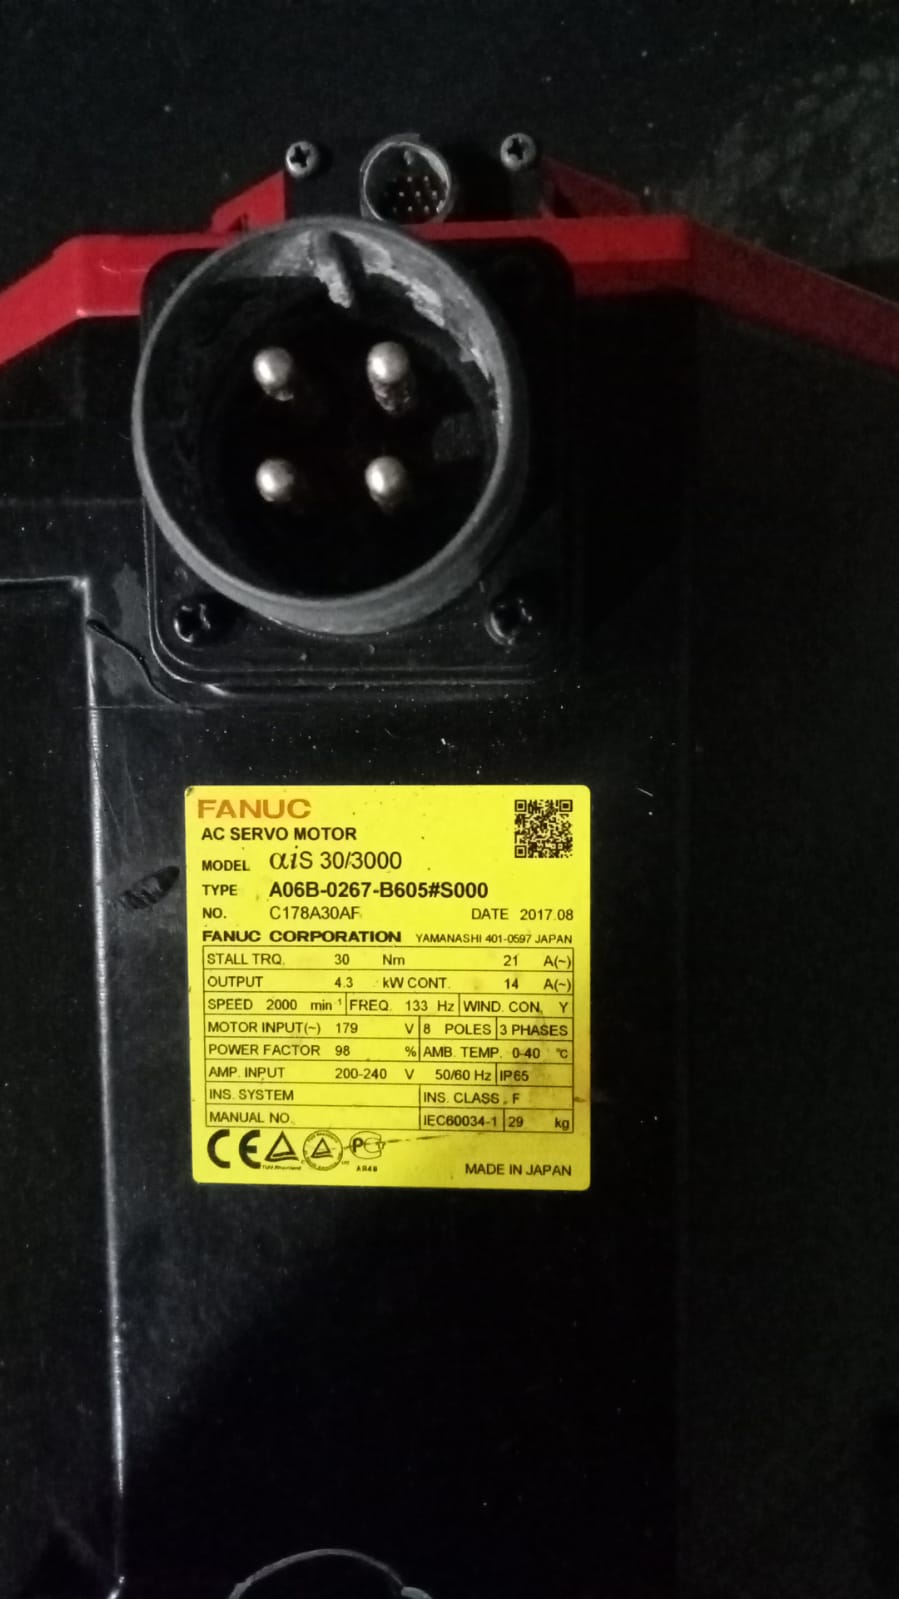 FANUC
AC SERVO MOTOR
MODEL αiS 30/3000
TYPE A06B-0267-B605#S000
NO. C178A30AF DATE 2017.08
FANUC CORPORATION YAMANASHI 401-0597 JAPAN
STALL TRQ. 30 Nm 21 A(~)
OUTPUT 4.3 kW CONT. 14 A(~)
SPEED 2000 min⁻¹ FREQ. 133 Hz WIND. CON. Y
MOTOR INPUT(~) 179 V 8 POLES 3 PHASES
POWER FACTOR 98 % AMB. TEMP. 0-40 °C
AMP. INPUT 200-240 V 50/60 Hz IP65
INS. SYSTEM INS. CLASS F
MANUAL NO. IEC60034-1 29 kg
CE
TÜV Rheinland
MADE IN JAPAN